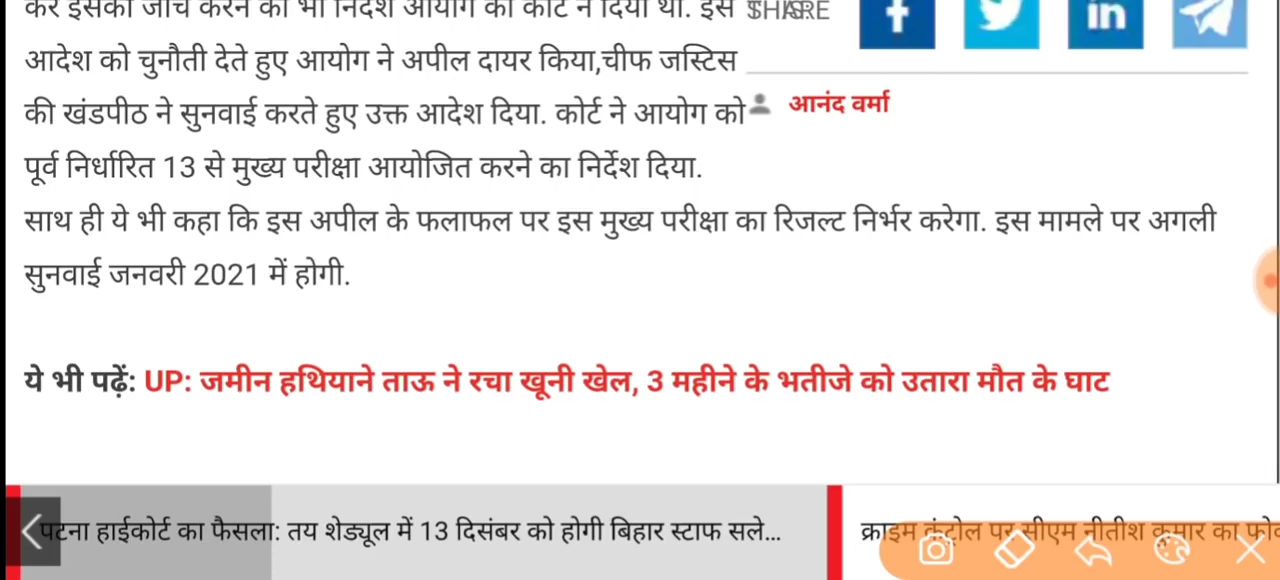 कर इसकी जांच करने का भी निर्देश आयोग को कोर्ट ने दिया था. इस
SHARE
आदेश को चुनौती देते हुए आयोग ने अपील दायर किया,चीफ जस्टिस
की खंडपीठ ने सुनवाई करते हुए उक्त आदेश दिया. कोर्ट ने आयोग को
आनंद वर्मा
पूर्व निर्धारित 13 से मुख्य परीक्षा आयोजित करने का निर्देश दिया.
साथ ही ये भी कहा कि इस अपील के फलाफल पर इस मुख्य परीक्षा का रिजल्ट निर्भर करेगा. इस मामले पर अगली
सुनवाई जनवरी 2021 में होगी.
ये भी पढ़ें: UP: जमीन हथियाने ताऊ ने रचा खूनी खेल, 3 महीने के भतीजे को उतारा मौत के घाट
पटना हाईकोर्ट का फैसला: तय शेड्यूल में 13 दिसंबर को होगी बिहार स्टाफ सले...
क्राइम कंट्रोल पर सीएम नीतीश कुमार का